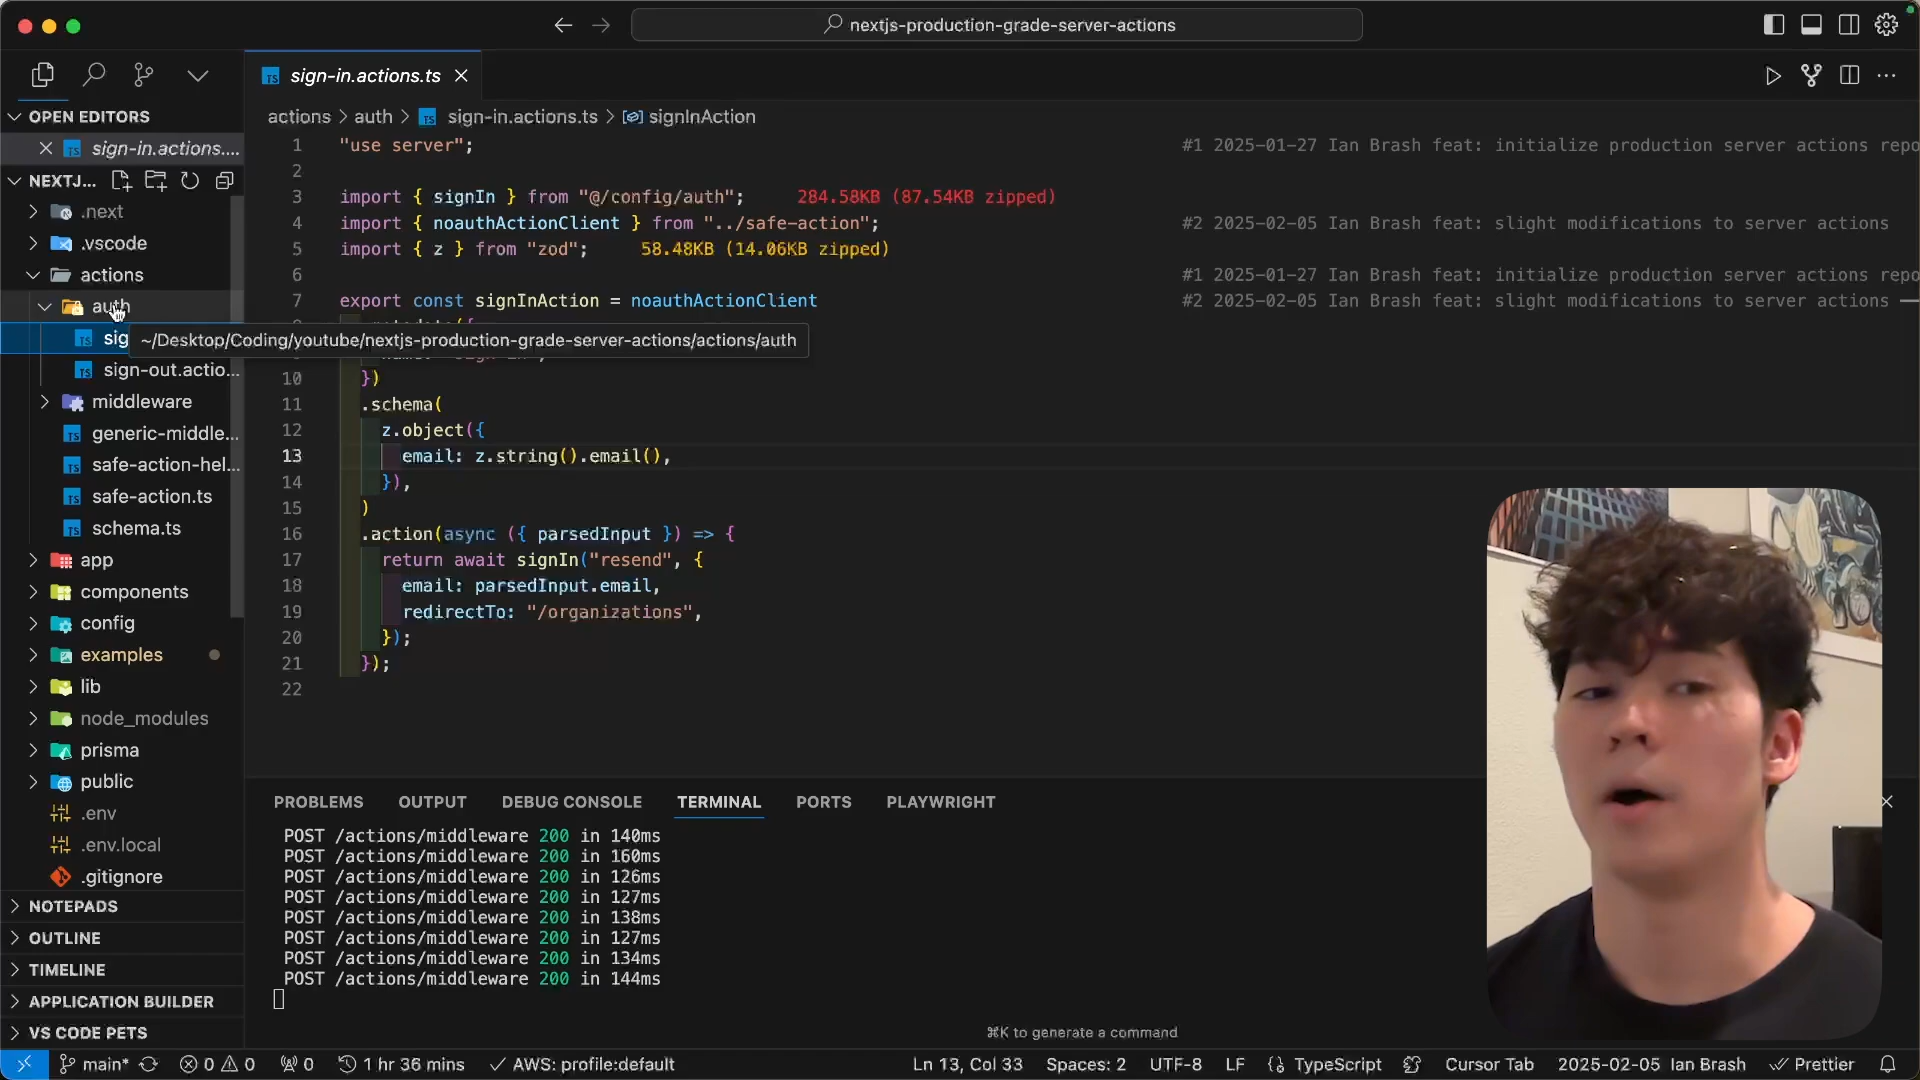 nextjs-production-grade-server-actions
sign-in.actions.ts
OPEN EDITORS
sign-in.actions....
NEXTJ...
.next
.vscode
actions
auth
sig
sign-out.actio...
middleware
generic-middle...
safe-action-hel...
safe-action.ts
schema.ts
app
components
config
examples
lib
node_modules
prisma
public
.env
.env.local
.gitignore
NOTEPADS
OUTLINE
TIMELINE
APPLICATION BUILDER
VS CODE PETS
actions > auth > sign-in.actions.ts > signInAction
1 "use server"; #1 2025-01-27 Ian Brash feat: initialize production server actions repo
2
3 import { signIn } from "@/config/auth"; 284.58KB (87.54KB zipped)
4 import { noauthActionClient } from "../safe-action"; #2 2025-02-05 Ian Brash feat: slight modifications to server actions
5 import { z } from "zod"; 58.48KB (14.06KB zipped)
6 #1 2025-01-27 Ian Brash feat: initialize production server actions repo
7 export const signInAction = noauthActionClient #2 2025-02-05 Ian Brash feat: slight modifications to server actions
~/Desktop/Coding/youtube/nextjs-production-grade-server-actions/actions/auth
10 })
11 .schema(
12 z.object({
13 email: z.string().email(),
14 }),
15 )
16 .action(async ({ parsedInput }) => {
17 return await signIn("resend", {
18 email: parsedInput.email,
19 redirectTo: "/organizations",
20 });
21 });
22
PROBLEMS OUTPUT DEBUG CONSOLE TERMINAL PORTS PLAYWRIGHT
POST /actions/middleware 200 in 140ms
POST /actions/middleware 200 in 160ms
POST /actions/middleware 200 in 126ms
POST /actions/middleware 200 in 127ms
POST /actions/middleware 200 in 138ms
POST /actions/middleware 200 in 127ms
POST /actions/middleware 200 in 134ms
POST /actions/middleware 200 in 144ms
⌘K to generate a command
main* 0 0 0 1 hr 36 mins AWS: profile:default Ln 13, Col 33 Spaces: 2 UTF-8 LF {} TypeScript Cursor Tab 2025-02-05 Ian Brash Prettier